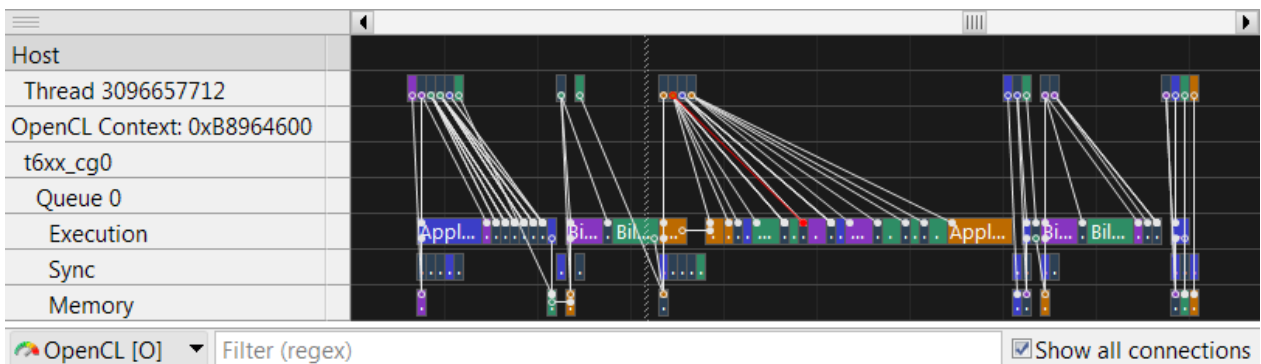 Host
Thread 3096657712
OpenCL Context: 0xB8964600
t6xx_cg0
Queue 0
Execution
Appl... Bi... Bil... ... ... Appl... Bi... Bil...
Sync
Memory
OpenCL [O] Filter (regex) Show all connections